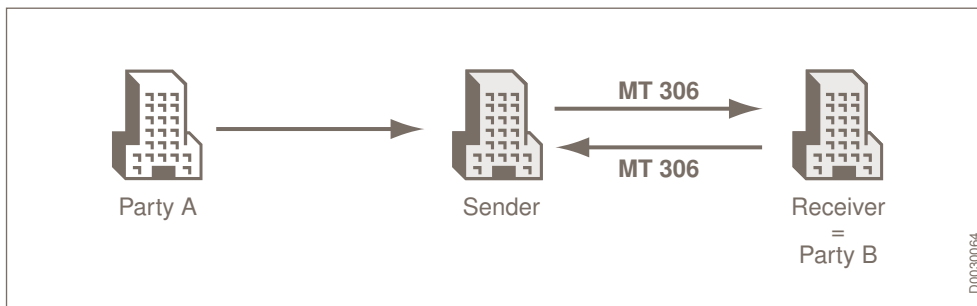 MT 306
MT 306
Party A
Sender
Receiver
=
Party B
D0030064